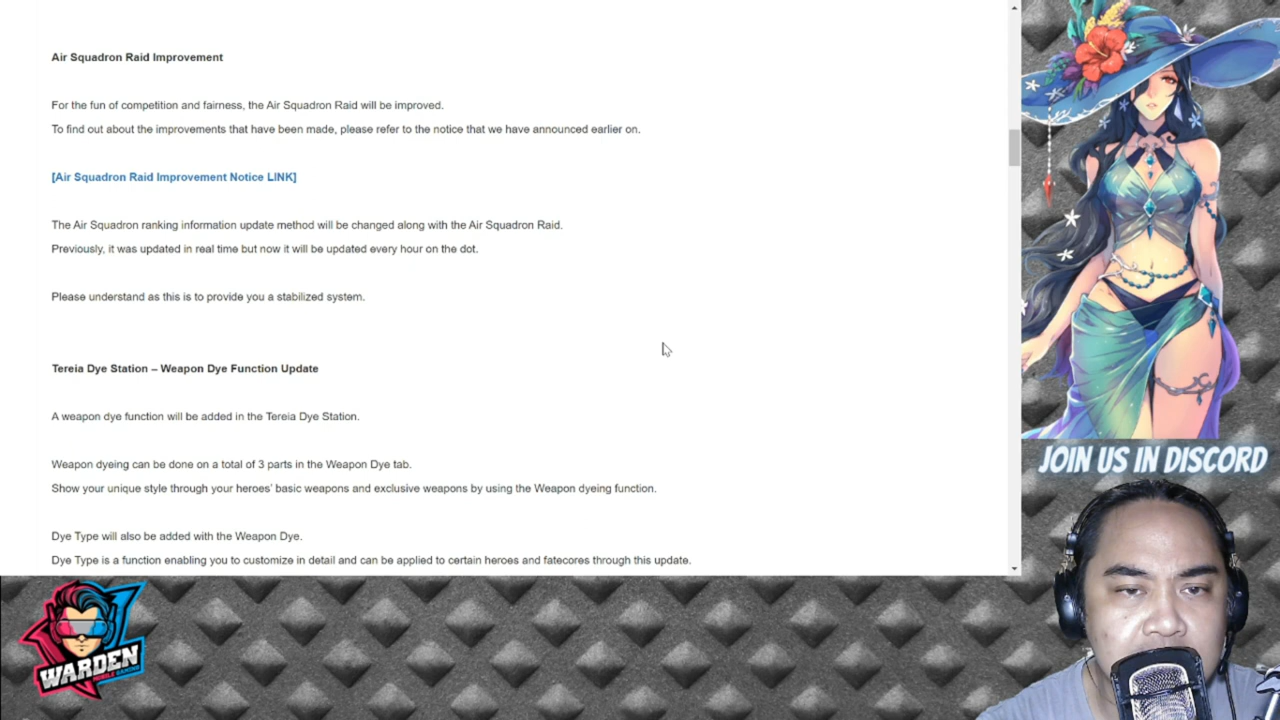 Air Squadron Raid Improvement
For the fun of competition and fairness, the Air Squadron Raid will be improved.
To find out about the improvements that have been made, please refer to the notice that we have announced earlier on.
[Air Squadron Raid Improvement Notice LINK]
The Air Squadron ranking information update method will be changed along with the Air Squadron Raid.
Previously, it was updated in real time but now it will be updated every hour on the dot.
Please understand as this is to provide you a stabilized system.
Tereia Dye Station – Weapon Dye Function Update
A weapon dye function will be added in the Tereia Dye Station.
Weapon dyeing can be done on a total of 3 parts in the Weapon Dye tab.
Show your unique style through your heroes' basic weapons and exclusive weapons by using the Weapon dyeing function.
Dye Type will also be added with the Weapon Dye.
Dye Type is a function enabling you to customize in detail and can be applied to certain heroes and fatecores through this update.
JOIN US IN DISCORD
WARDEN
MOBILE GAMING